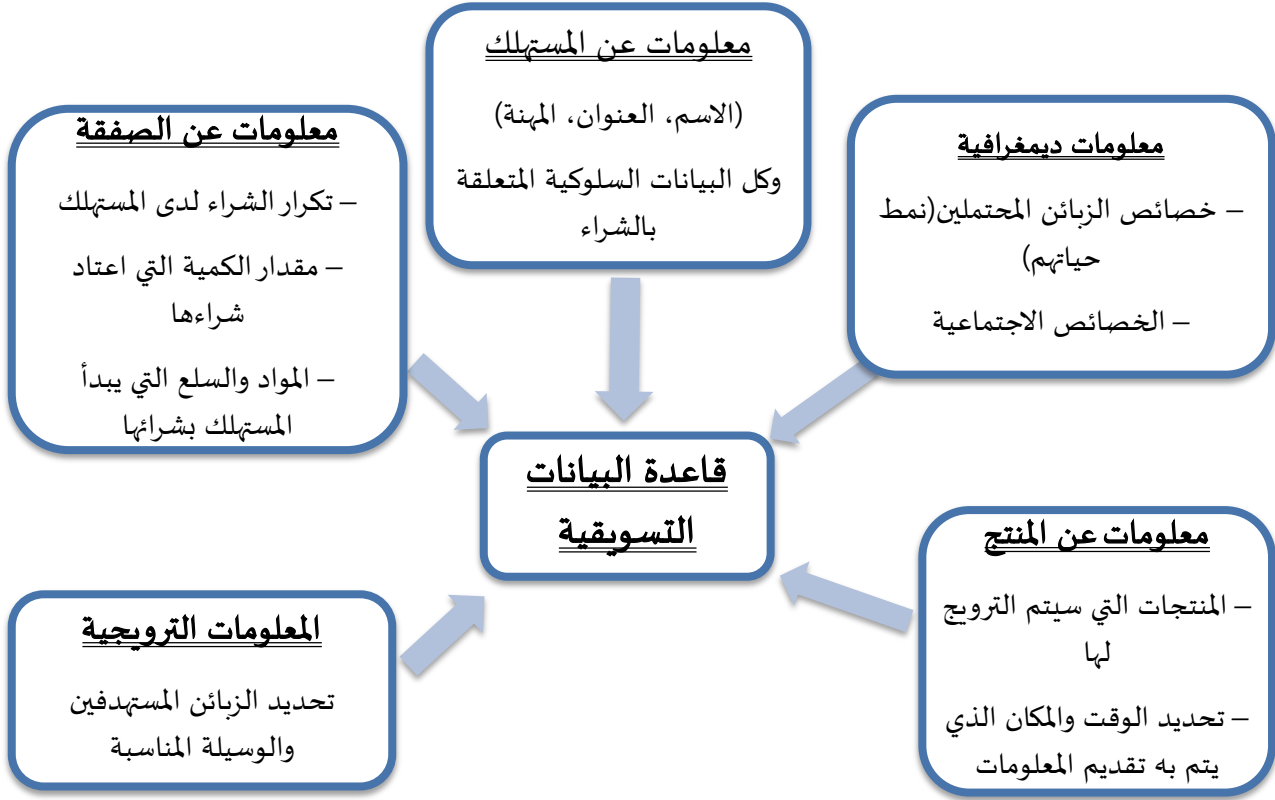 معلومات عن المستهلك
(الاسم، العنوان، المهنة)
وكل البيانات السلوكية المتعلقة
بالشراء
معلومات ديمغرافية
– خصائص الزبائن المحتملين(نمط
حياتهم)
– الخصائص الاجتماعية
معلومات عن الصفقة
– تكرار الشراء لدى المستهلك
– مقدار الكمية التي اعتاد
شراءها
– المواد والسلع التي يبدأ
المستهلك بشرائها
قاعدة البيانات
التسويقية
معلومات عن المنتج
– المنتجات التي سيتم الترويج
لها
– تحديد الوقت والمكان الذي
يتم به تقديم المعلومات
المعلومات الترويجية
تحديد الزبائن المستهدفين
والوسيلة المناسبة